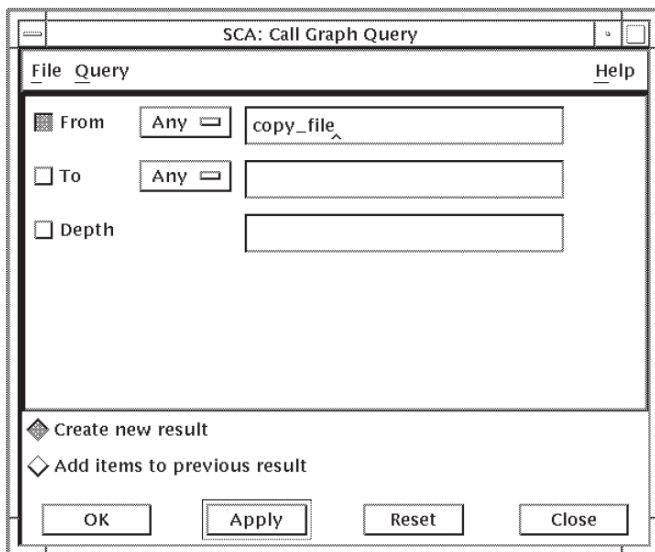 SCA: Call Graph Query
File Query Help
From Any copy_file
To Any
Depth
Create new result
Add items to previous result
OK Apply Reset Close